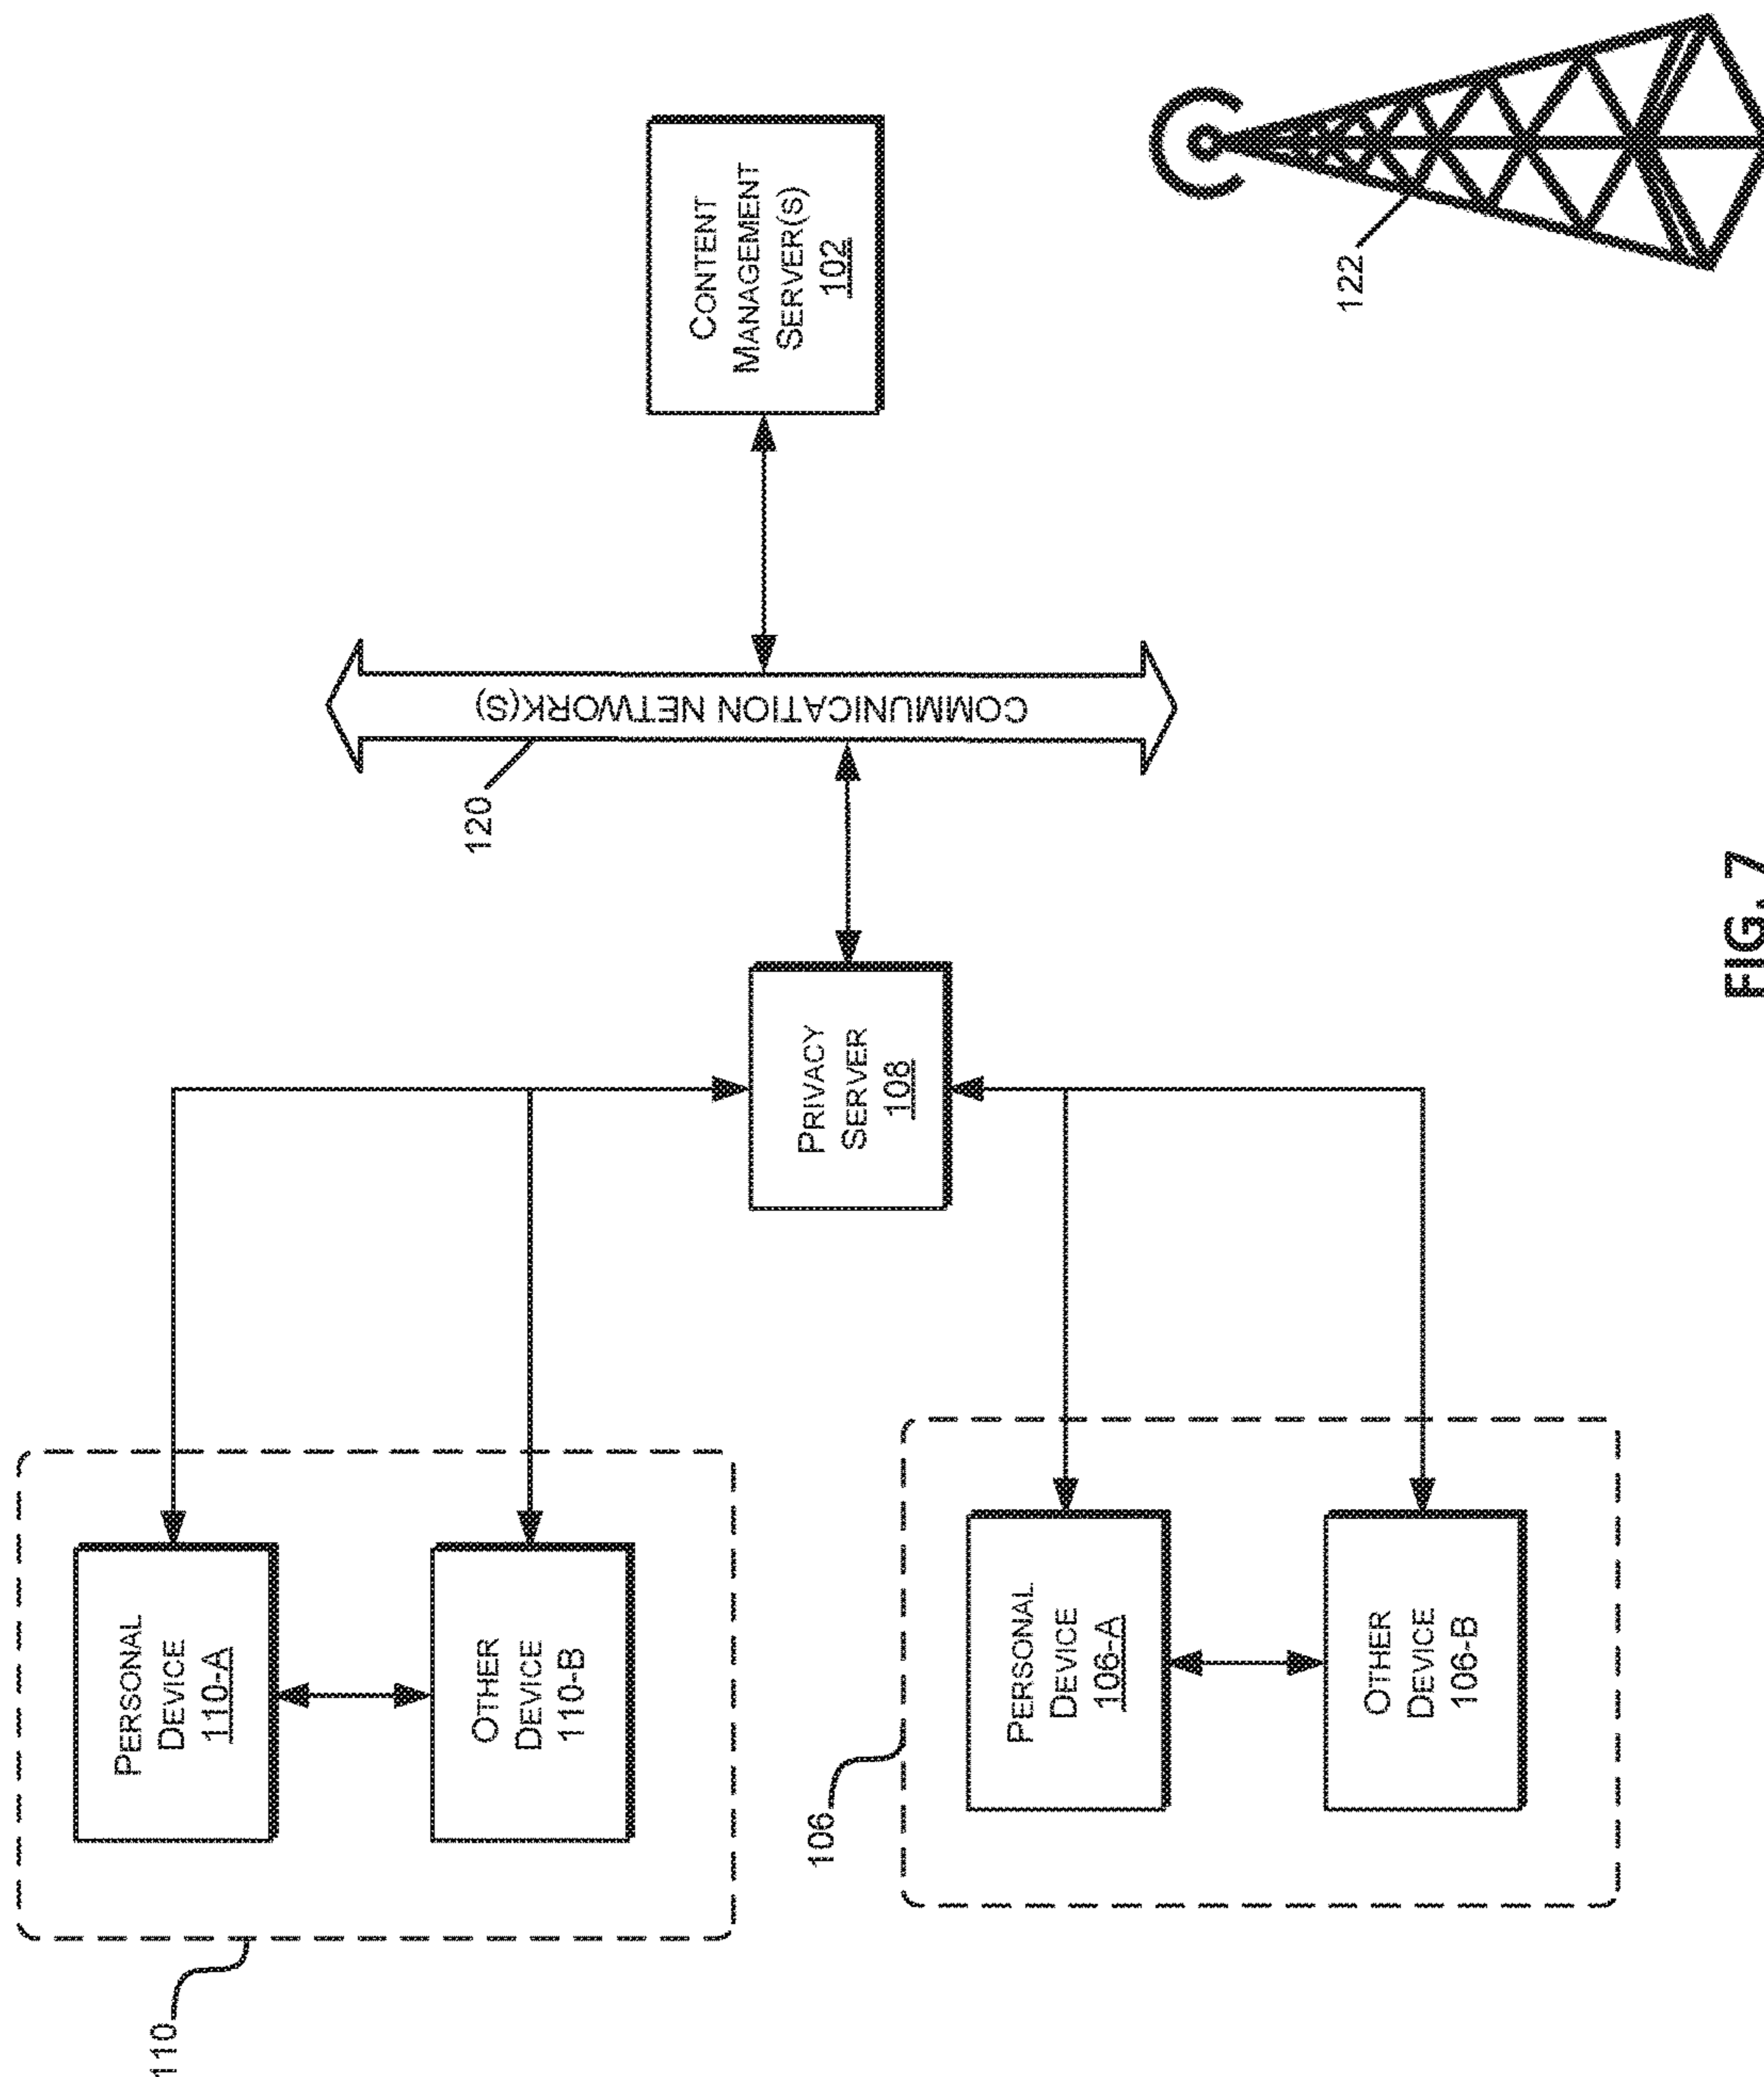 110
PERSONAL
DEVICE
110-A
OTHER
DEVICE
110-B
106
PERSONAL
DEVICE
106-A
OTHER
DEVICE
106-B
PRIVACY
SERVER
108
120
COMMUNICATION NETWORK(S)
CONTENT
MANAGEMENT
SERVER(S)
102
122
FIG. 7